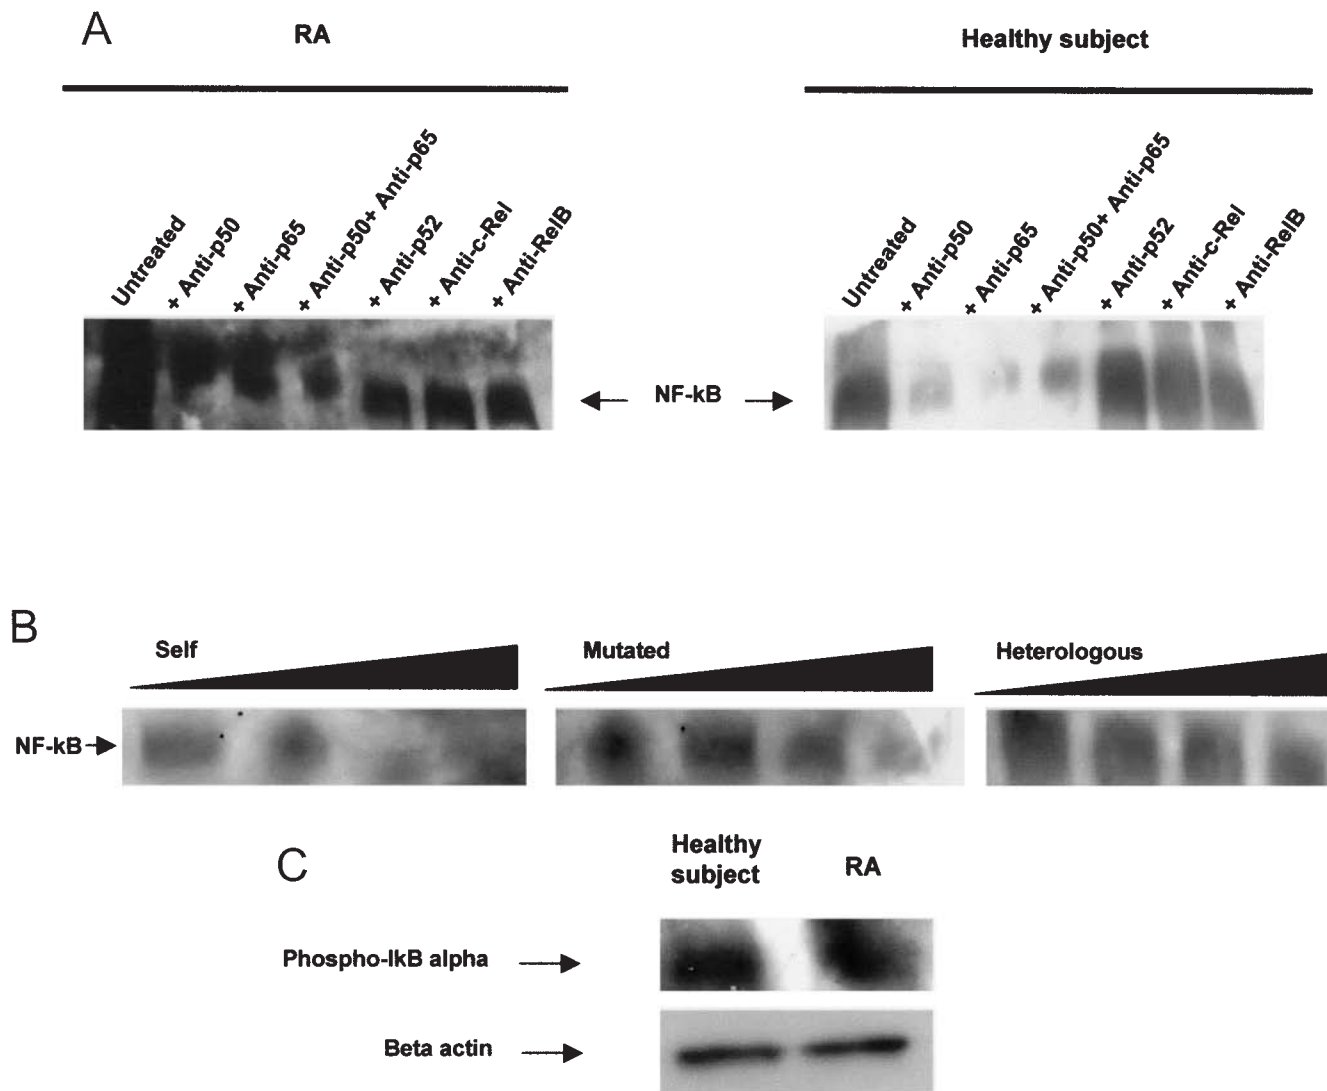 A
RA
Healthy subject
Untreated
+ Anti-p50
+ Anti-p65
+ Anti-p50+ Anti-p65
+ Anti-p52
+ Anti-c-Rel
+ Anti-RelB
Untreated
+ Anti-p50
+ Anti-p65
+ Anti-p50+ Anti-p65
+ Anti-p52
+ Anti-c-Rel
+ Anti-RelB
NF-kB
B
Self
Mutated
Heterologous
NF-kB
C
Healthy
subject
RA
Phospho-IkB alpha
Beta actin